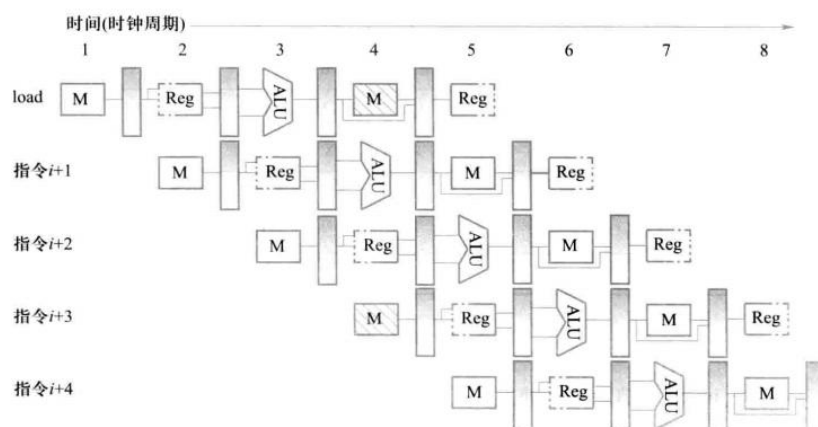 时间(时钟周期)
1 2 3 4 5 6 7 8
load M Reg ALU M Reg
指令i+1 M Reg ALU M Reg
指令i+2 M Reg ALU M Reg
指令i+3 M Reg ALU M Reg
指令i+4 M Reg ALU M